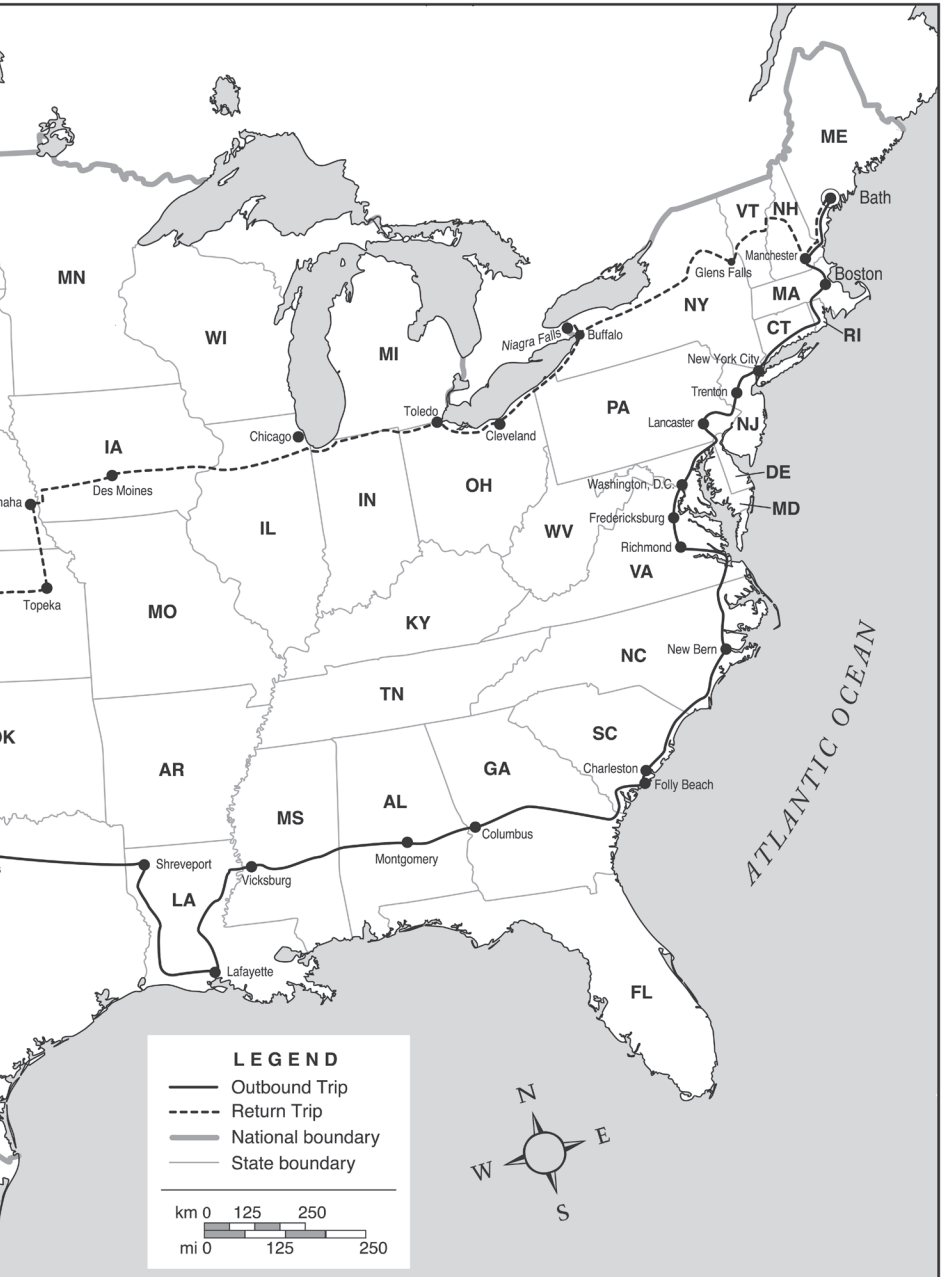 ME
Bath
VT
NH
Manchester
Boston
Glens Falls
MA
NY
CT
RI
MN
WI
MI
Niagra Falls
Buffalo
New York City
Trenton
PA
Toledo
Lancaster
NJ
Chicago
Cleveland
IA
DE
Des Moines
OH
Washington, D.C.
maha
IN
MD
Fredericksburg
IL
WV
Richmond
VA
Topeka
MO
KY
NC
New Bern
TN
OK
SC
AR
GA
Charleston
Folly Beach
AL
MS
Columbus
Montgomery
Shreveport
Vicksburg
LA
ATLANTIC OCEAN
Lafayette
FL
LEGEND
Outbound Trip
Return Trip
National boundary
State boundary
km 0 125 250
mi 0 125 250
N
E
W
S